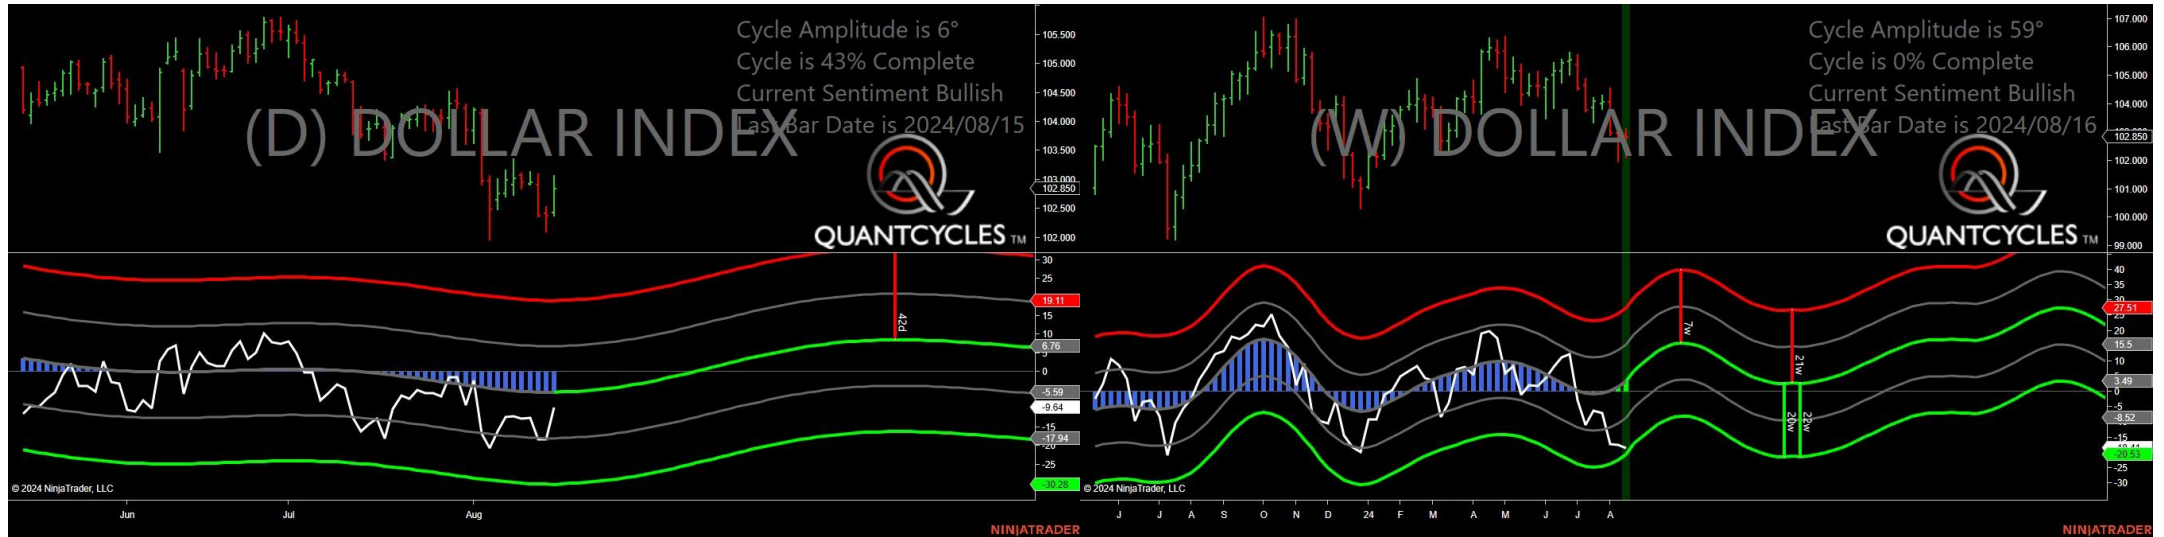 Cycle Amplitude is 6°
Cycle is 43% Complete
Current Sentiment Bullish
Last Bar Date is 2024/08/15
(D) DOLLAR INDEX
QUANTCYCLES TM
105.500
105.000
104.500
104.000
103.500
103.000
102.850
102.500
102.000
30
25
19.11
15
10
6.76
5
0
-5.59
-9.64
-15
-17.94
-20
-25
-30.28
42d
© 2024 NinjaTrader, LLC
Jun
Jul
Aug
NINJATRADER
Cycle Amplitude is 59°
Cycle is 0% Complete
Current Sentiment Bullish
Last Bar Date is 2024/08/16
(W) DOLLAR INDEX
QUANTCYCLES TM
107.000
106.000
105.000
104.000
102.850
102.000
101.000
100.000
99.000
40
35
30
27.51
25
20
15.5
10
5
3.49
0
-5
-8.52
-15
-20.53
-25
-30
7w
21w
20w
22w
© 2024 NinjaTrader, LLC
J J A S O N D 24 F M A M J J A
NINJATRADER